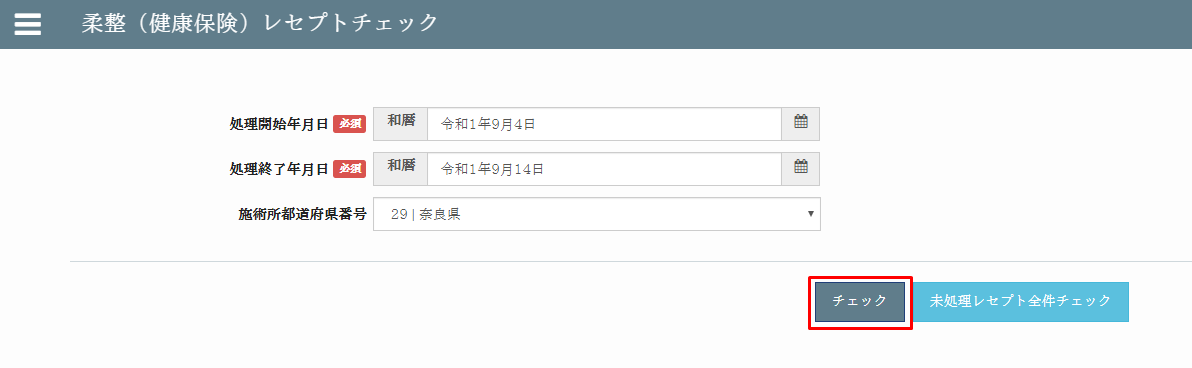 柔整（健康保険）レセプトチェック
処理開始年月日 必須 和暦 令和1年9月4日
処理終了年月日 必須 和暦 令和1年9月14日
施術所都道府県番号 29 | 奈良県
チェック 未処理レセプト全件チェック